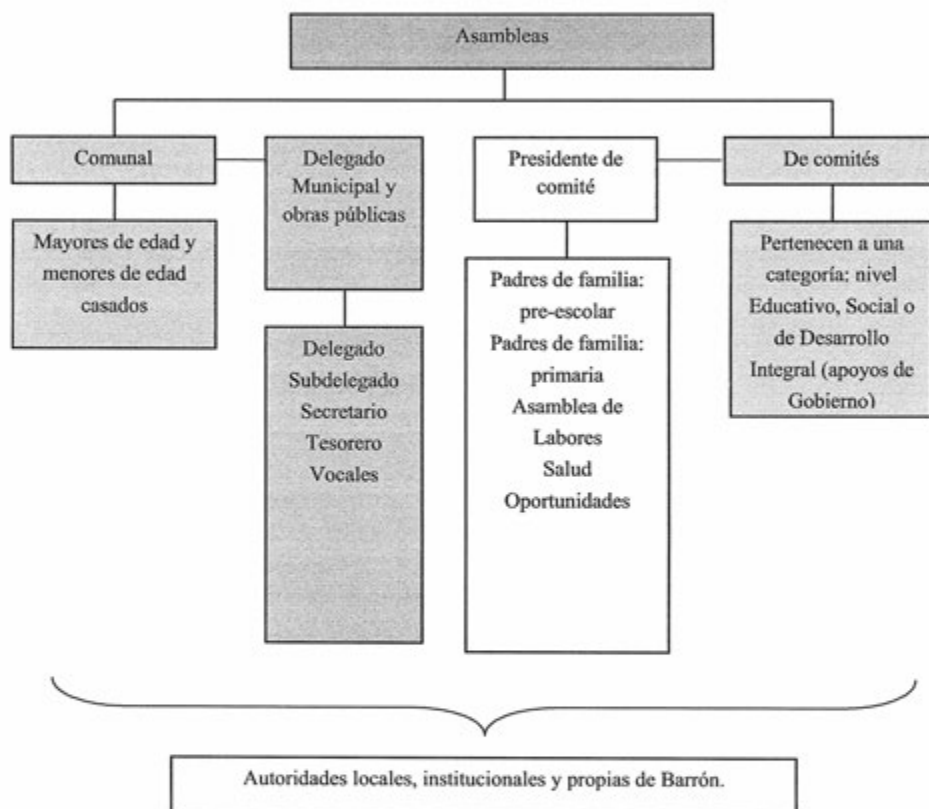 Asambleas
Comunal
Mayores de edad y
menores de edad
casados
Delegado
Municipal y
obras públicas
Delegado
Subdelegado
Secretario
Tesorero
Vocales
Presidente de
comité
Padres de familia:
pre-escolar
Padres de familia:
primaria
Asamblea de
Labores
Salud
Oportunidades
De comités
Pertenecen a una
categoría: nivel
Educativo, Social o
de Desarrollo
Integral (apoyos de
Gobierno)
Autoridades locales, institucionales y propias de Barrón.